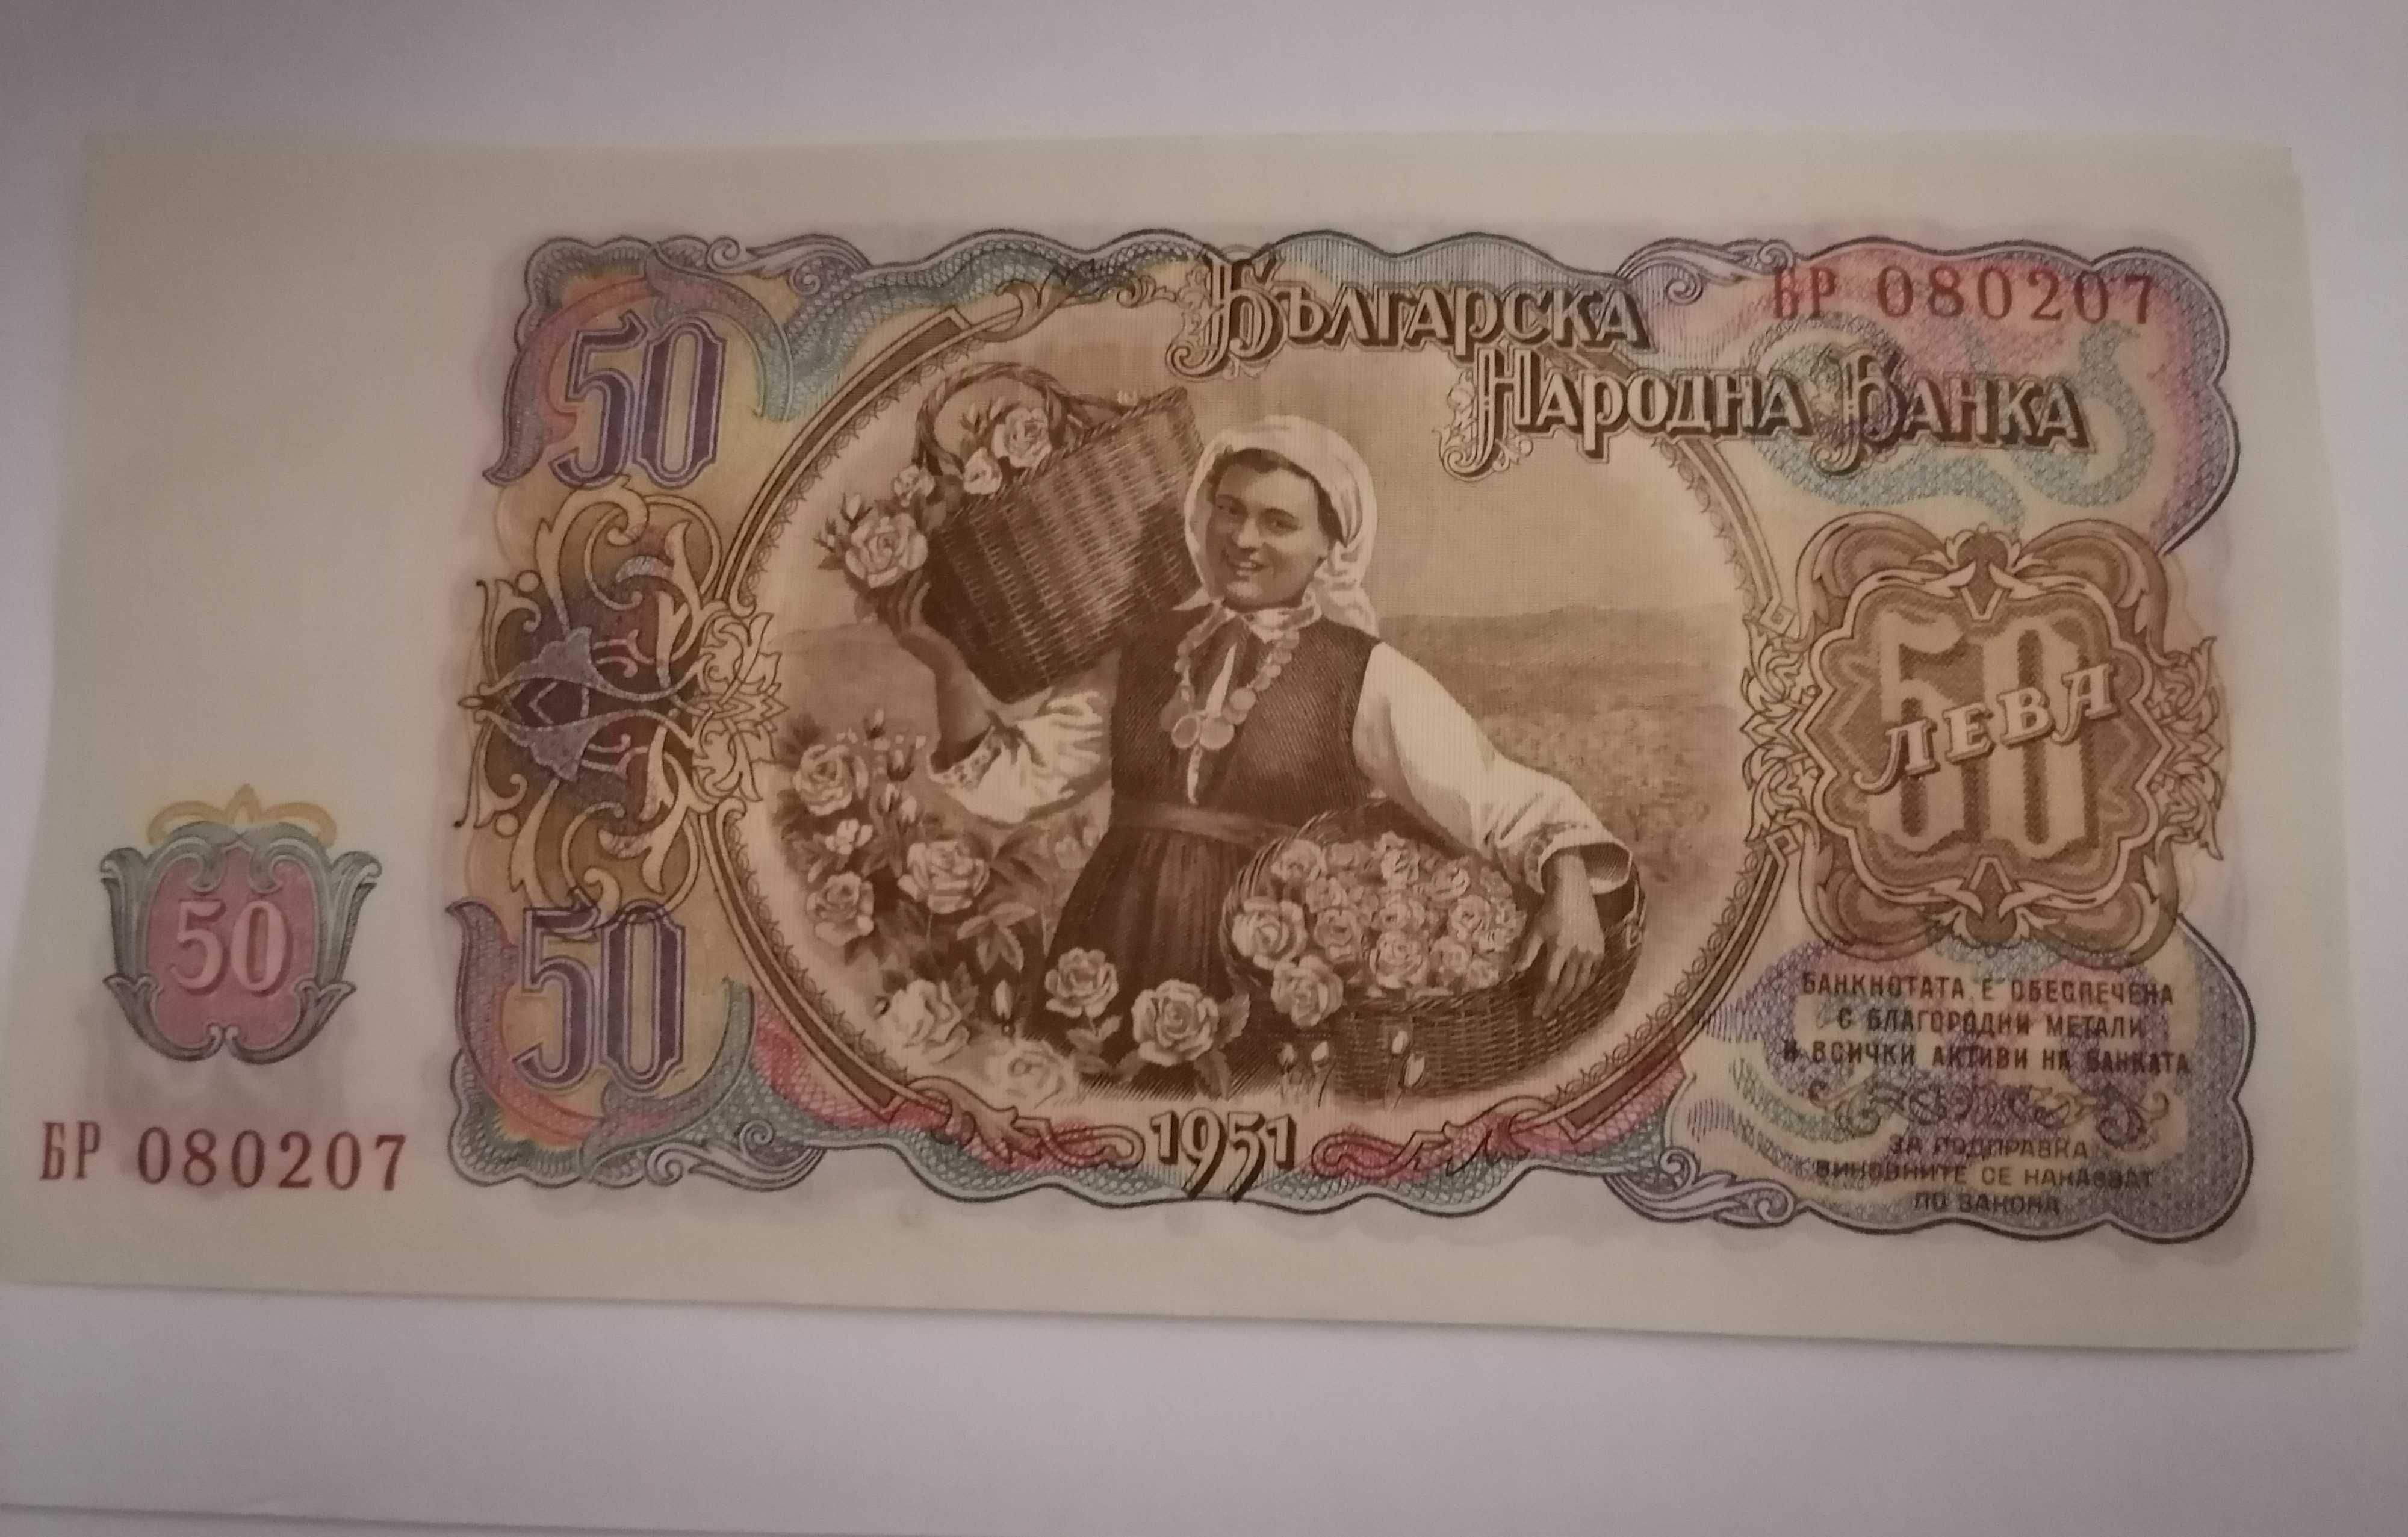 50
Българска
Народна Банка
БР 080207
50
ЛЕВА
50
50
1951
БАНКНОТАТА Е ОБЕСПЕЧЕНА
С БЛАГОРОДНИ МЕТАЛИ
И ВСИЧКИ АКТИВИ НА БАНКАТА
ЗА ПОДПРАВКА
ВИНОВНИТЕ СЕ НАКАЗВАТ
ПО ЗАКОНА
БР 080207